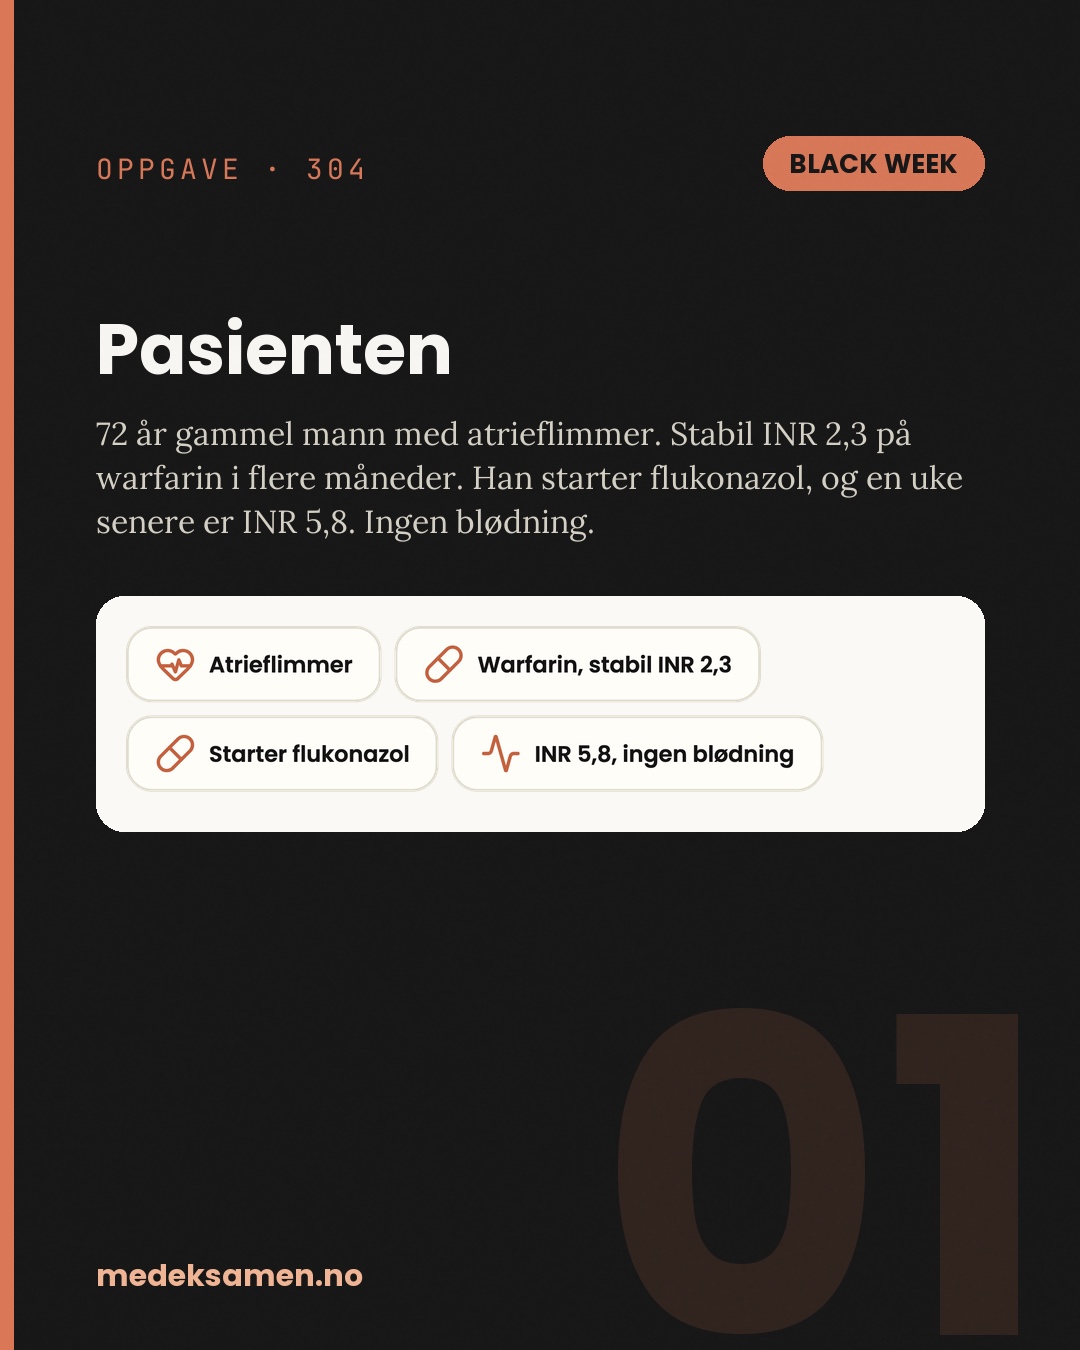 OPPGAVE · 304
BLACK WEEK
Pasienten
72 år gammel mann med atrieflimmer. Stabil INR 2,3 på
warfarin i flere måneder. Han starter flukonazol, og en uke
senere er INR 5,8. Ingen blødning.
Atrieflimmer
Warfarin, stabil INR 2,3
Starter flukonazol
INR 5,8, ingen blødning
01
medeksamen.no